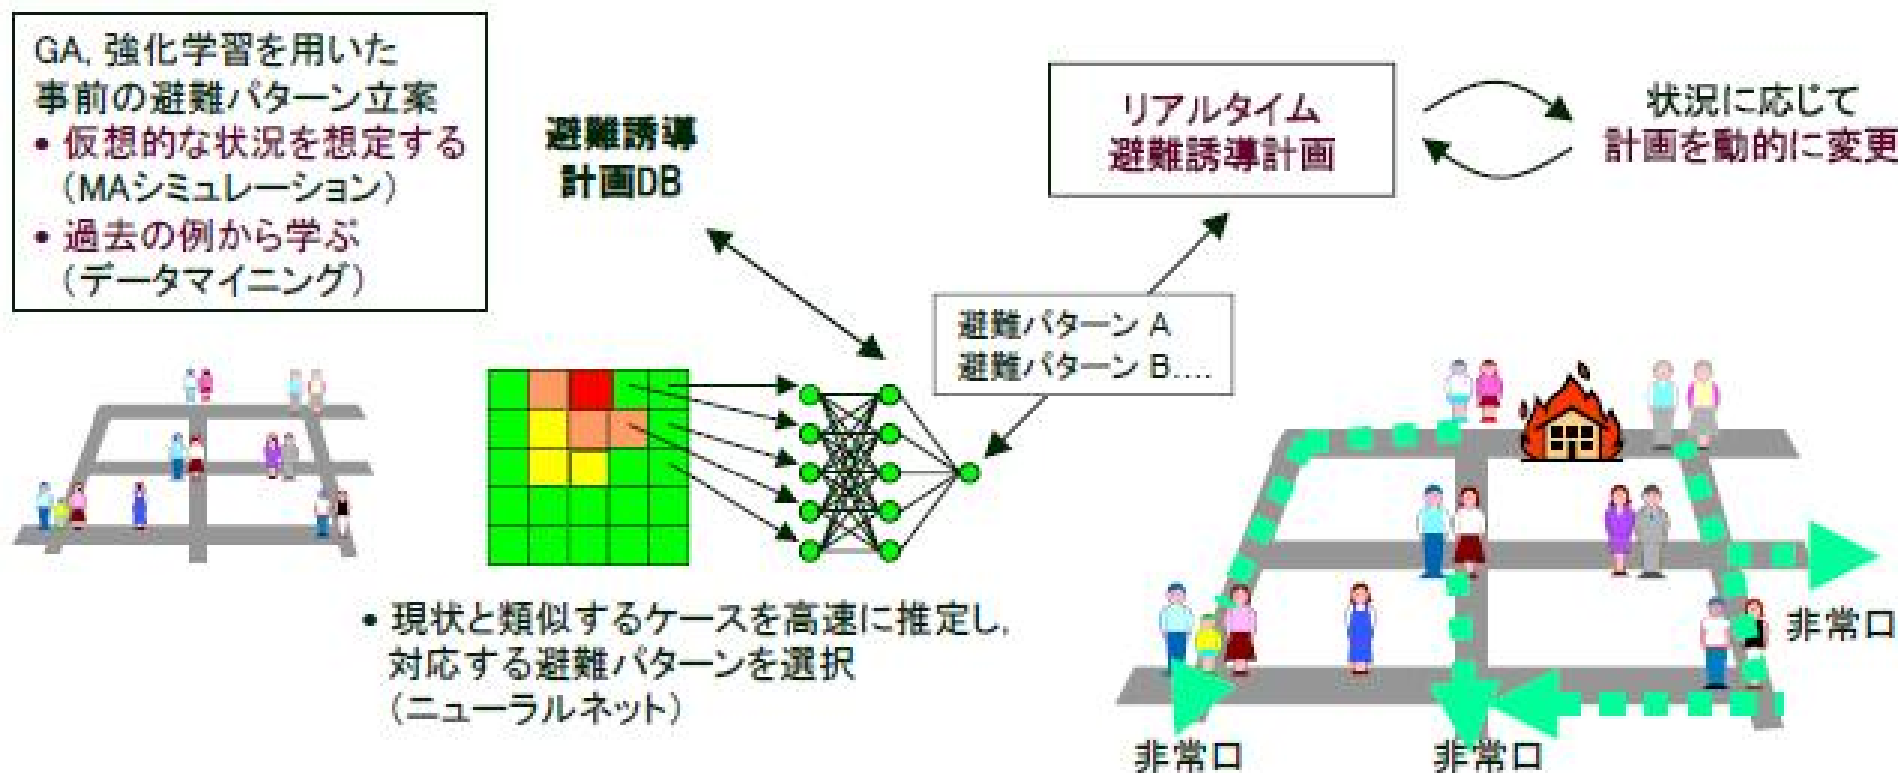 GA, 強化学習を用いた
事前の避難パターン立案
• 仮想的な状況を想定する
（MAシミュレーション）
• 過去の例から学ぶ
（データマイニング）
避難誘導
計画DB
リアルタイム
避難誘導計画
状況に応じて
計画を動的に変更
避難パターン A
避難パターン B....
• 現状と類似するケースを高速に推定し,
対応する避難パターンを選択
（ニューラルネット）
非常口
非常口
非常口